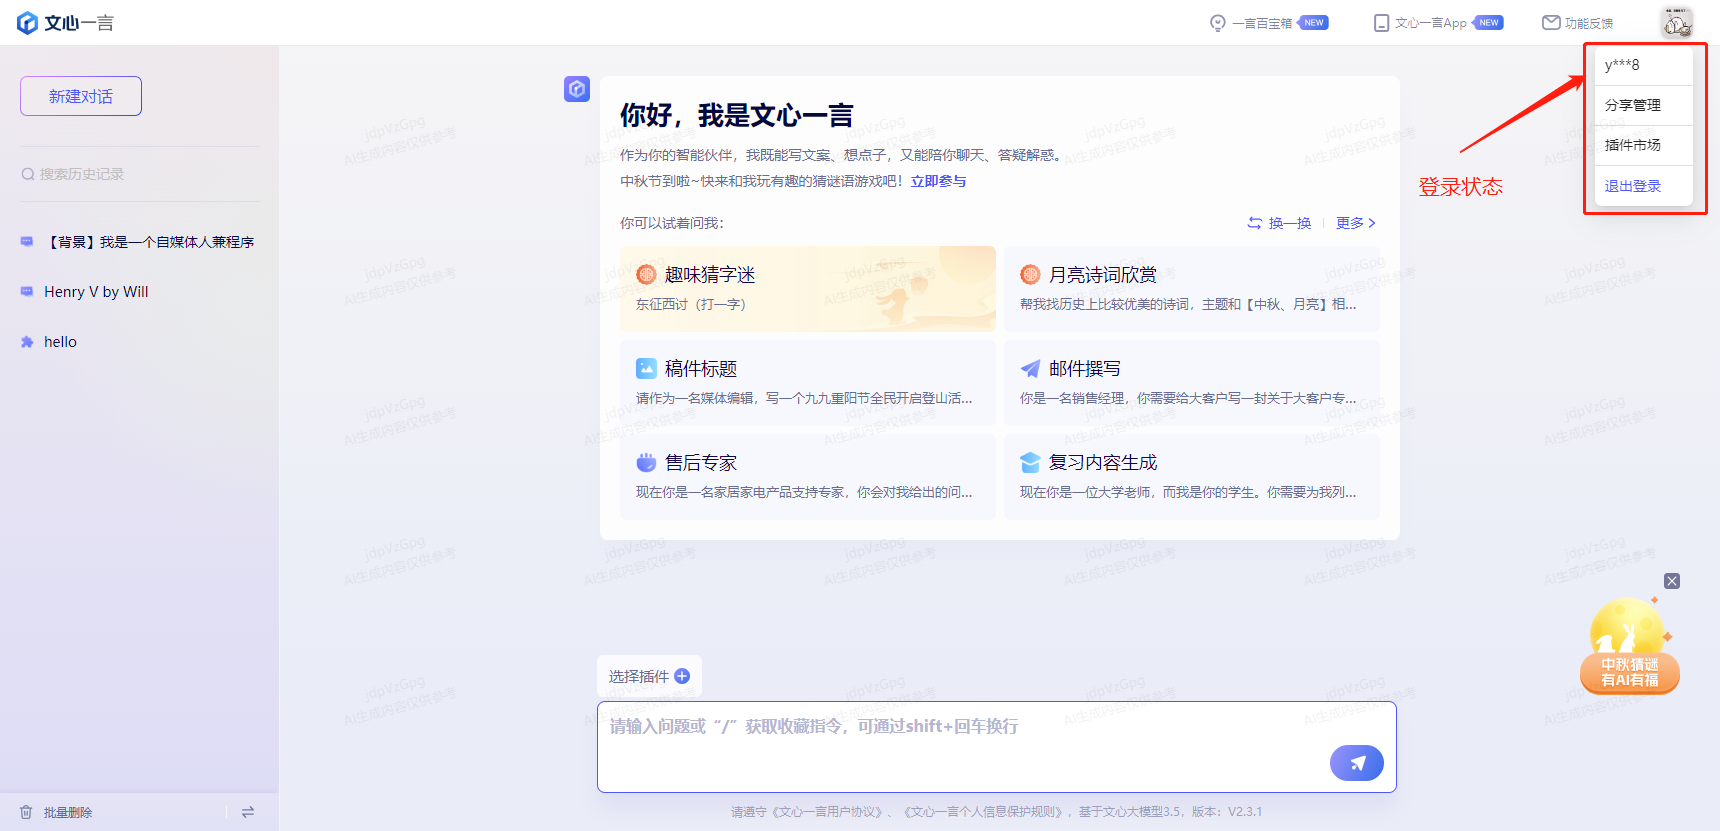 文心一言
一言百宝箱 NEW
文心一言App NEW
功能反馈
y***8
分享管理
插件市场
退出登录
登录状态
新建对话
搜索历史记录
【背景】我是一个自媒体人兼程序
Henry V by Will
hello
批量删除
你好，我是文心一言
作为你的智能伙伴，我既能写文案、想点子，又能陪你聊天、答疑解惑。
中秋节到啦~快来和我玩有趣的猜谜语游戏吧！立即参与
你可以试着问我：
换一换
更多
趣味猜字迷
东征西讨（打一字）
月亮诗词欣赏
帮我找历史上比较优美的诗词，主题和【中秋、月亮】相...
稿件标题
请作为一名媒体编辑，写一个九九重阳节全民开启登山活...
邮件撰写
你是一名销售经理，你需要给大客户写一封关于大客户专...
售后专家
现在你是一名家居家电产品支持专家，你会对我给出的问...
复习内容生成
现在你是一位大学老师，而我是你的学生。你需要为我列...
jdpVzGpg
AI生成内容仅供参考
中秋猜谜
有AI有福
选择插件
请输入问题或“/”获取收藏指令，可通过shift+回车换行
请遵守《文心一言用户协议》、《文心一言个人信息保护规则》，基于文心大模型3.5，版本：V2.3.1